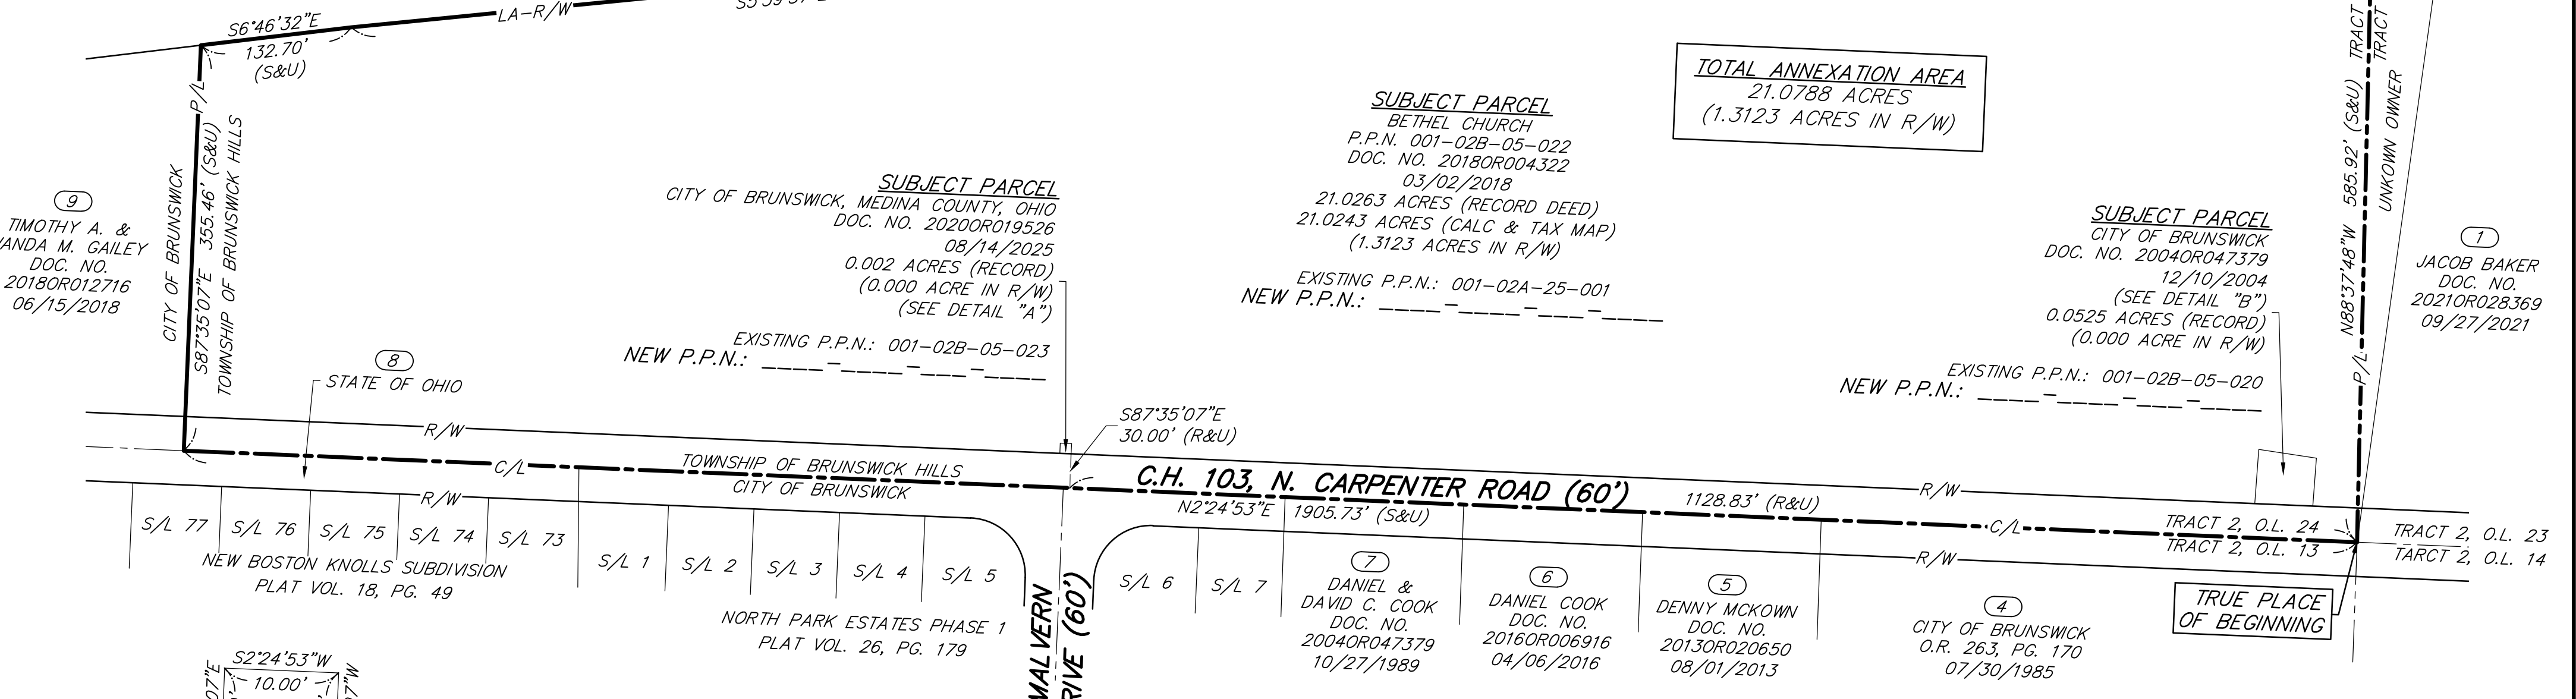 S6°46'32"E
132.70'
(S&U)
LA-R/W
TOTAL ANNEXATION AREA
21.0788 ACRES
(1.3123 ACRES IN R/W)
P/L
CITY OF BRUNSWICK
S87°35'07"E 355.46' (S&U)
TOWNSHIP OF BRUNSWICK HILLS
9
TIMOTHY A. &
ANDA M. GAILEY
DOC. NO.
2018OR012716
06/15/2018
8
STATE OF OHIO
SUBJECT PARCEL
CITY OF BRUNSWICK, MEDINA COUNTY, OHIO
DOC. NO. 2020OR019526
08/14/2025
0.002 ACRES (RECORD)
(0.000 ACRE IN R/W)
(SEE DETAIL "A")
EXISTING P.P.N.: 001-02B-05-023
NEW P.P.N.: ____-____-___-____
SUBJECT PARCEL
BETHEL CHURCH
P.P.N. 001-02B-05-022
DOC. NO. 2018OR004322
03/02/2018
21.0263 ACRES (RECORD DEED)
21.0243 ACRES (CALC & TAX MAP)
(1.3123 ACRES IN R/W)
EXISTING P.P.N.: 001-02A-25-001
NEW P.P.N.: ____-____-___-____
SUBJECT PARCEL
CITY OF BRUNSWICK
DOC. NO. 2004OR047379
12/10/2004
(SEE DETAIL "B")
0.0525 ACRES (RECORD)
(0.000 ACRE IN R/W)
EXISTING P.P.N.: 001-02B-05-020
NEW P.P.N.: ____-____-___-____
P/L
N88°37'48"W 585.92' (S&U)
TRACT
TRACT
UNKOWN OWNER
1
JACOB BAKER
DOC. NO.
2021OR028369
09/27/2021
S87°35'07"E
30.00' (R&U)
R/W
C/L
R/W
TOWNSHIP OF BRUNSWICK HILLS
CITY OF BRUNSWICK
C.H. 103, N. CARPENTER ROAD (60')
N2°24'53"E 1905.73' (S&U)
1128.83' (R&U)
R/W
C/L
R/W
TRACT 2, O.L. 24
TRACT 2, O.L. 13
TRACT 2, O.L. 23
TARCT 2, O.L. 14
TRUE PLACE
OF BEGINNING
S/L 77
S/L 76
S/L 75
S/L 74
S/L 73
NEW BOSTON KNOLLS SUBDIVISION
PLAT VOL. 18, PG. 49
S/L 1
S/L 2
S/L 3
S/L 4
S/L 5
NORTH PARK ESTATES PHASE 1
PLAT VOL. 26, PG. 179
MALVERN
RIVE (60')
S/L 6
S/L 7
7
DANIEL &
DAVID C. COOK
DOC. NO.
2004OR047379
10/27/1989
6
DANIEL COOK
DOC. NO.
2016OR006916
04/06/2016
5
DENNY MCKOWN
DOC. NO.
2013OR020650
08/01/2013
4
CITY OF BRUNSWICK
O.R. 263, PG. 170
07/30/1985
S2°24'53"W
10.00'
07"E
07"W